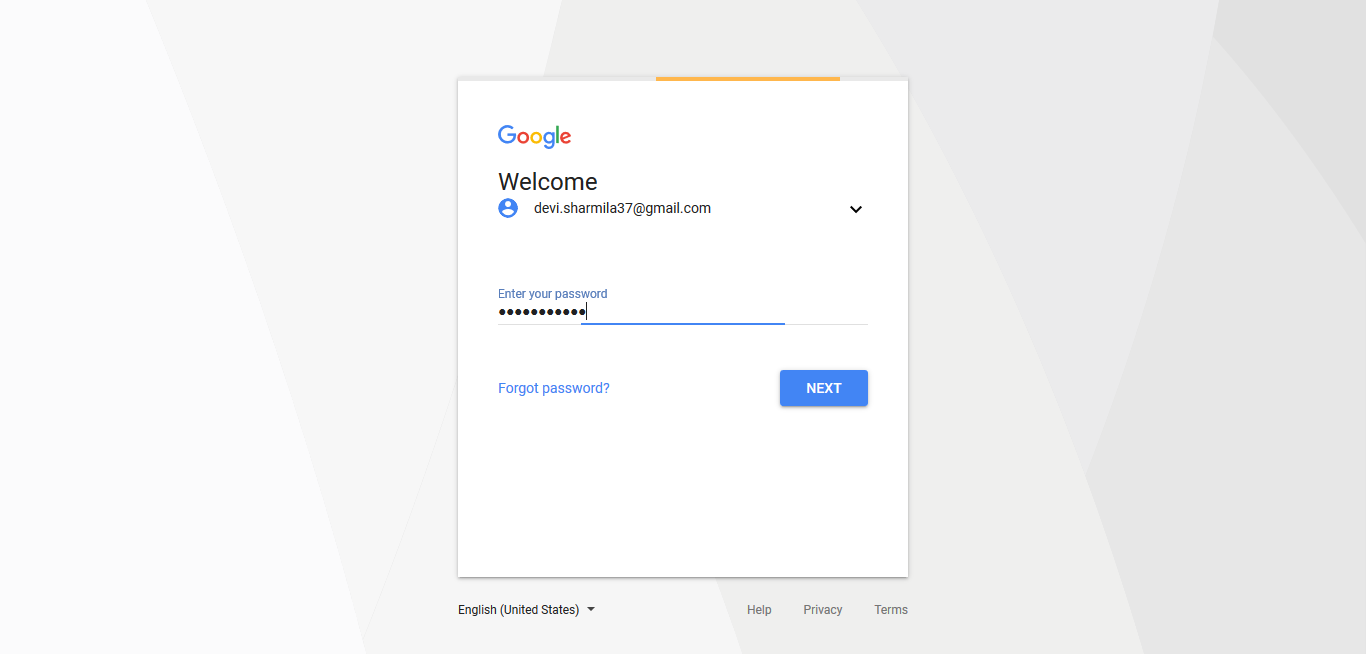 Google
Welcome
devi.sharmila37@gmail.com
Enter your password
•••••••••••
Forgot password?
NEXT
English (United States)
Help Privacy Terms